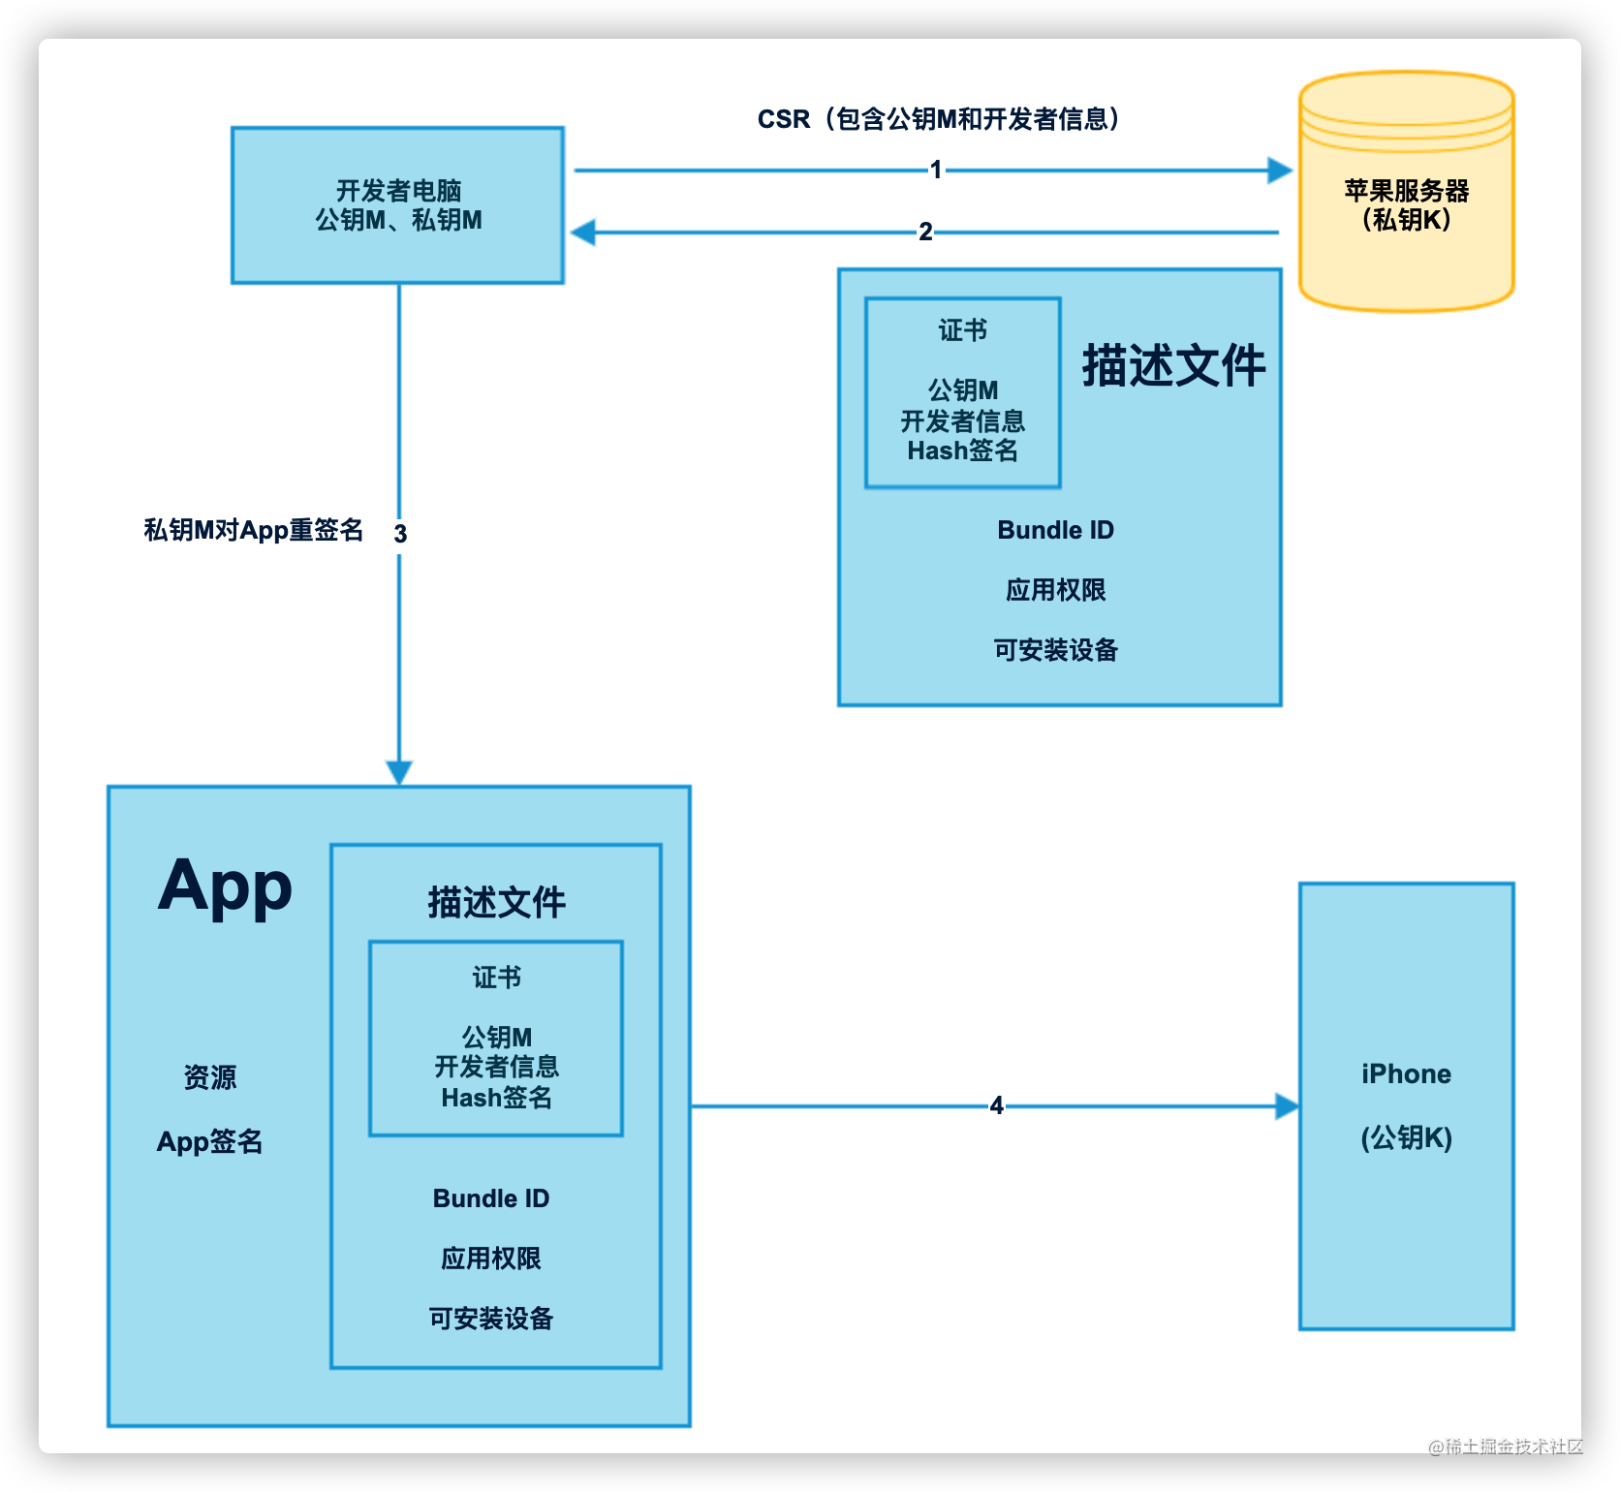 CSR（包含公钥M和开发者信息）
开发者电脑
公钥M、私钥M
1
2
苹果服务器
（私钥K）
证书
公钥M
开发者信息
Hash签名
描述文件
Bundle ID
应用权限
可安装设备
私钥M对App重签名
3
App
资源
App签名
描述文件
证书
公钥M
开发者信息
Hash签名
Bundle ID
应用权限
可安装设备
4
iPhone
(公钥K)
@稀土掘金技术社区